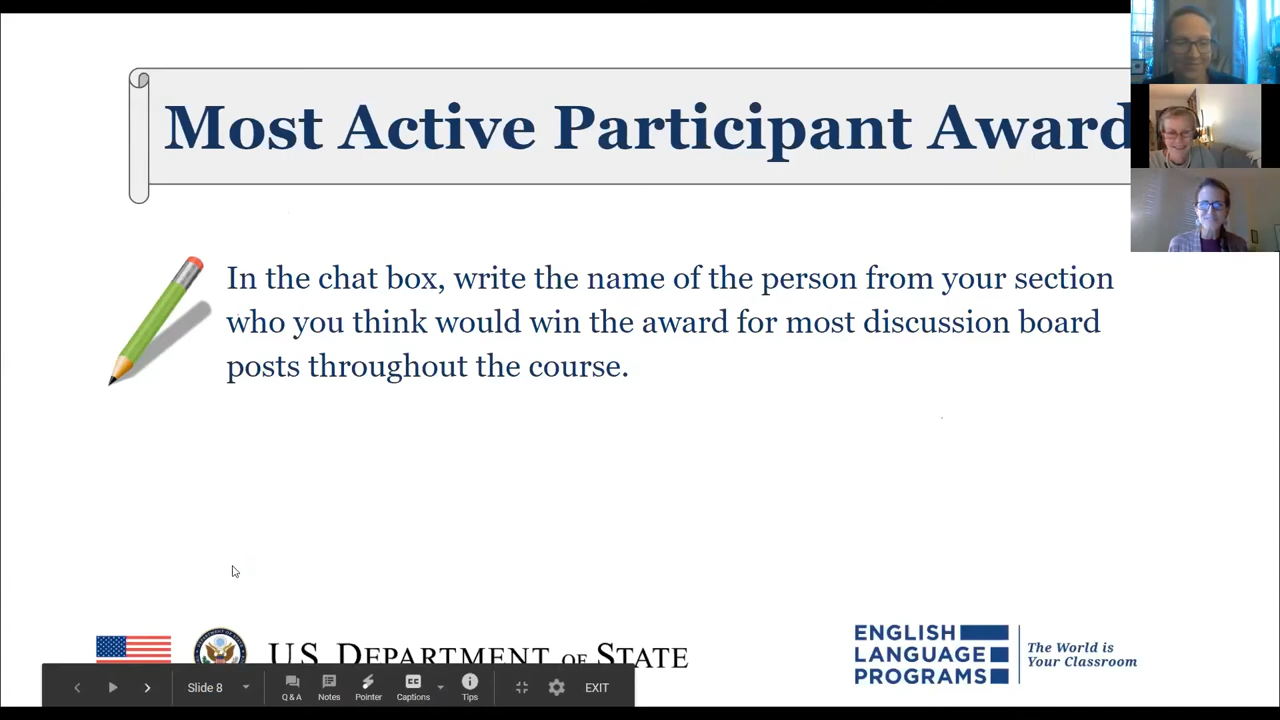 Most Active Participant Award
In the chat box, write the name of the person from your section
who you think would win the award for most discussion board
posts throughout the course.
U.S. DEPARTMENT OF STATE
ENGLISH
LANGUAGE
PROGRAMS
The World is
Your Classroom
Slide 8
Q & A
Notes
Pointer
Captions
CC
Tips
EXIT